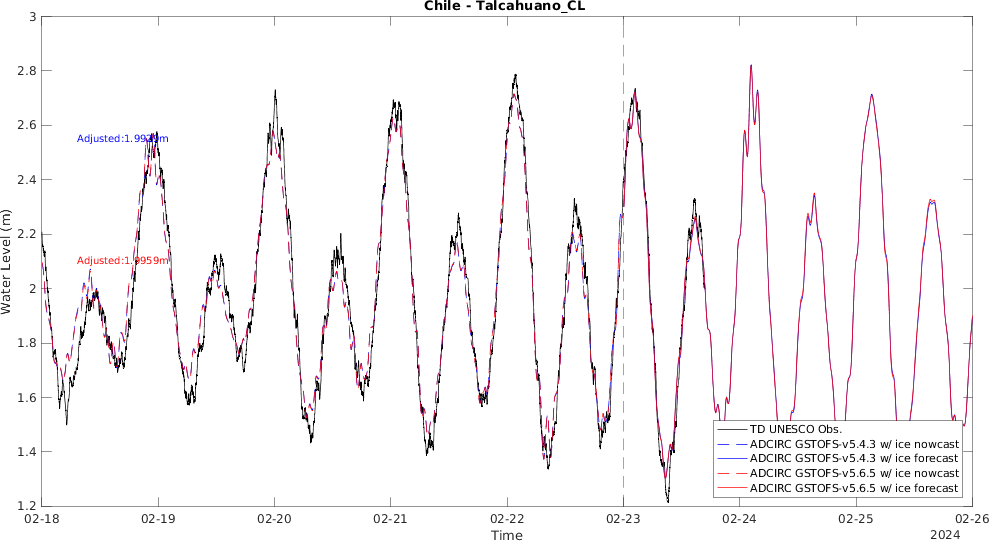 Chile - Talcahuano_CL
3
2.8
2.6
2.4
2.2
2
1.8
1.6
1.4
1.2
Water Level (m)
Adjusted:1.9929m
Adjusted:1.9959m
TD UNESCO Obs.
ADCIRC GSTOFS-v5.4.3 w/ ice nowcast
ADCIRC GSTOFS-v5.4.3 w/ ice forecast
ADCIRC GSTOFS-v5.6.5 w/ ice nowcast
ADCIRC GSTOFS-v5.6.5 w/ ice forecast
02-18 02-19 02-20 02-21 02-22 02-23 02-24 02-25 02-26
Time
2024